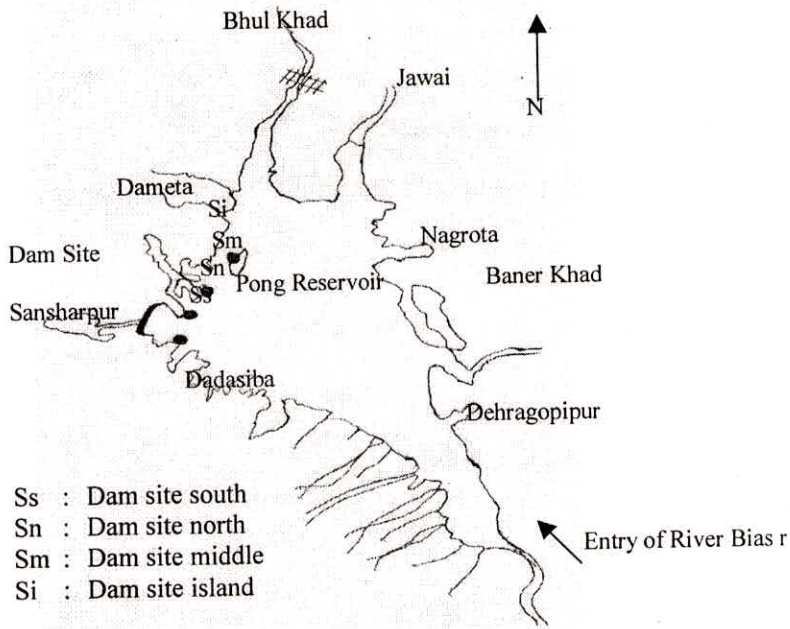 Bhul Khad
Jawai
N
Dameta
Si
Sm
Nagrota
Dam Site
Sn
Baner Khad
Pong Reservoir
Ss
Sansharpur
Dadasiba
Dehragopipur
Ss : Dam site south
Sn : Dam site north
Entry of River Bias r
Sm : Dam site middle
Si : Dam site island